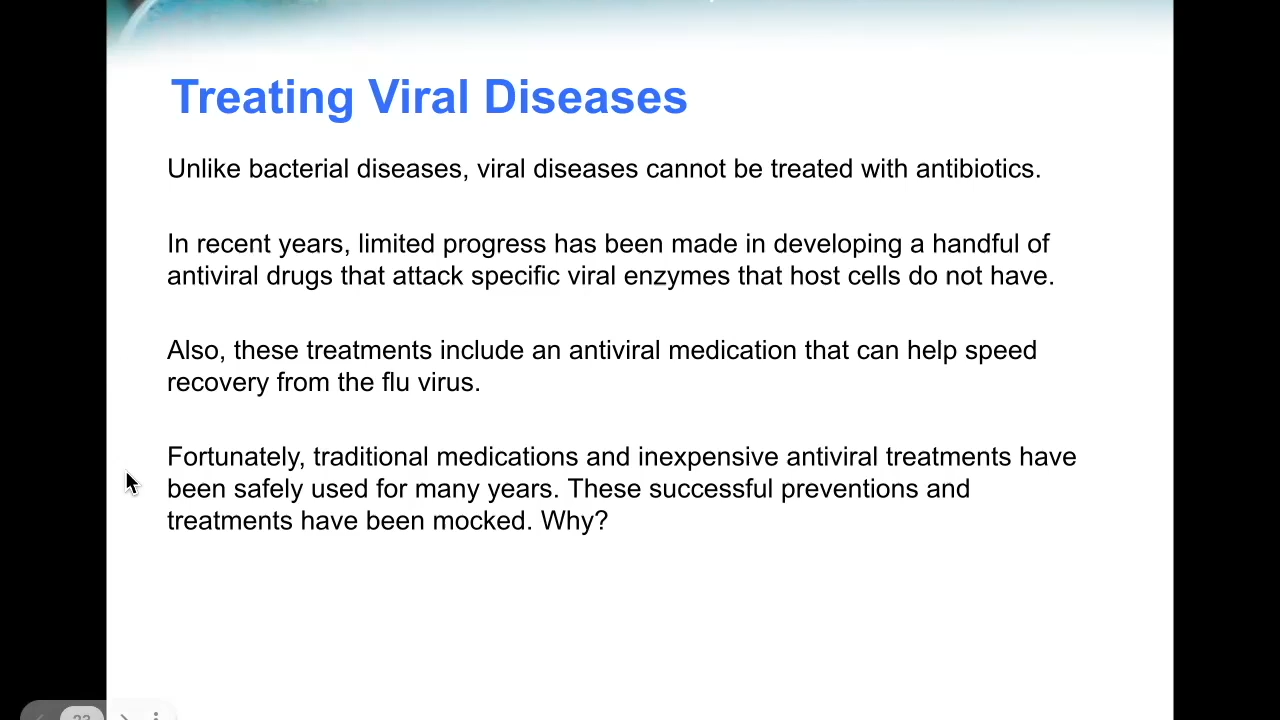 Treating Viral Diseases
Unlike bacterial diseases, viral diseases cannot be treated with antibiotics.
In recent years, limited progress has been made in developing a handful of
antiviral drugs that attack specific viral enzymes that host cells do not have.
Also, these treatments include an antiviral medication that can help speed
recovery from the flu virus.
Fortunately, traditional medications and inexpensive antiviral treatments have
been safely used for many years. These successful preventions and
treatments have been mocked. Why?